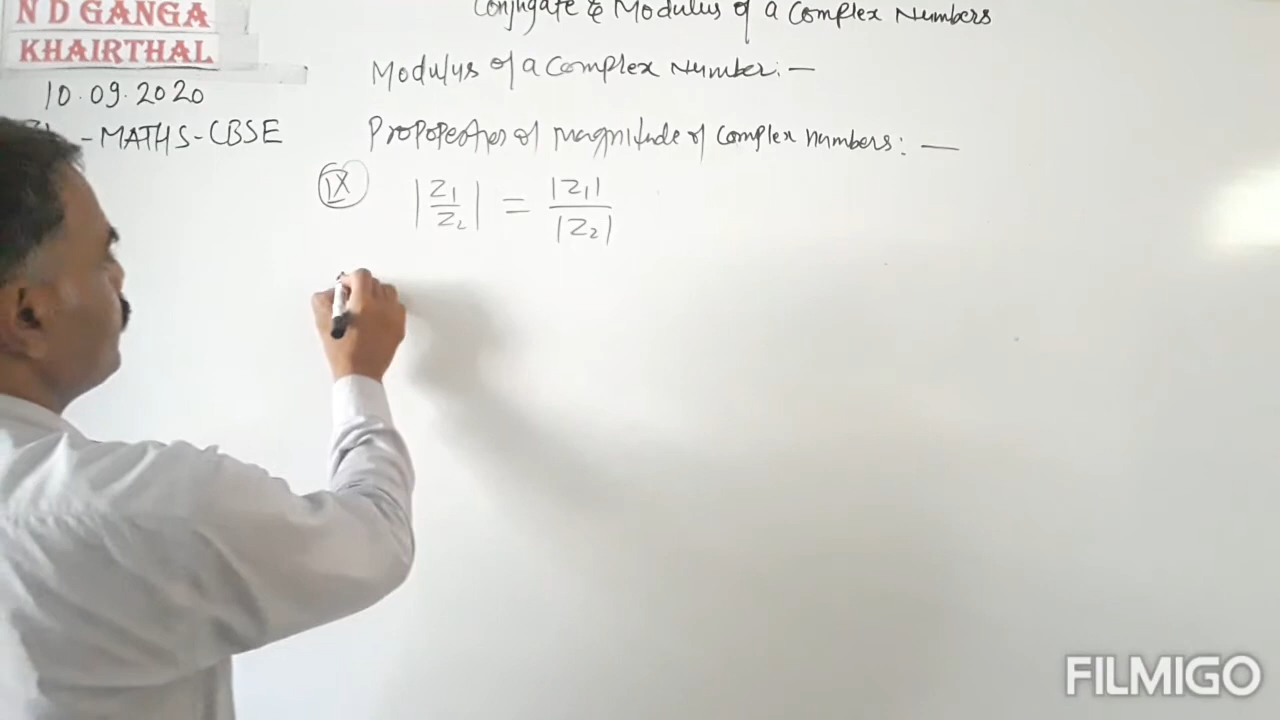 N D GANGA
KHAIRTHAL
10.09.2020
-MATHS-CBSE
Conjugate & Modulus of a Complex Numbers
Modulus of a Complex Number:—
Propoeties of magnitude of complex numbers:—
IX |Z₁/Z₂| = |Z₁|/|Z₂|
FILMIGO